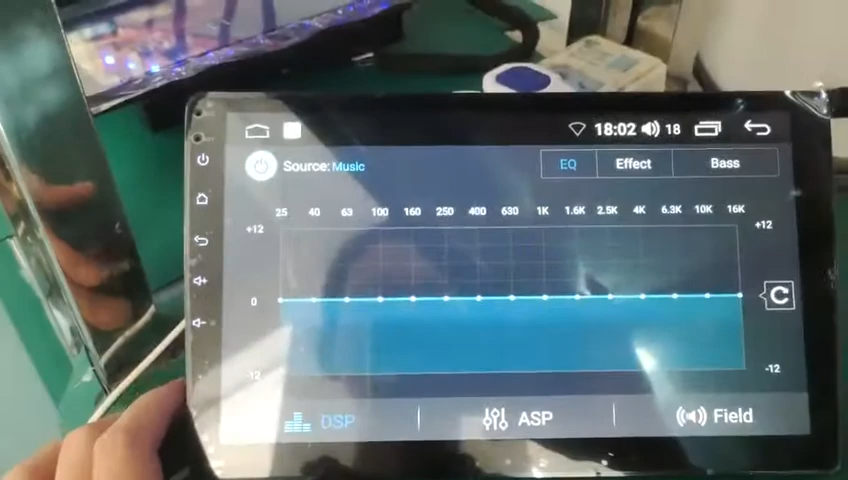 18:02 18
Source: Music EQ Effect Bass
25 40 63 100 160 250 400 630 1K 1.6K 2.5K 4K 6.3K 10K 16K
+12 +12
0 C
-12 -12
DSP ASP Field